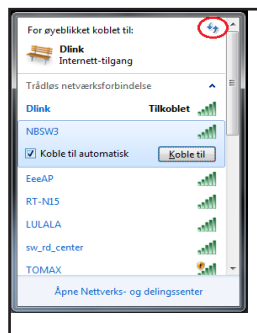 For øyeblikket koblet til:
Dlink
Internett-tilgang
Trådløs netværksforbindelse
Dlink Tilkoblet
NBSW3
Koble til automatisk Koble til
EeeAP
RT-N15
LULALA
sw_rd_center
TOMAX
Åpne Nettverks- og delingssenter